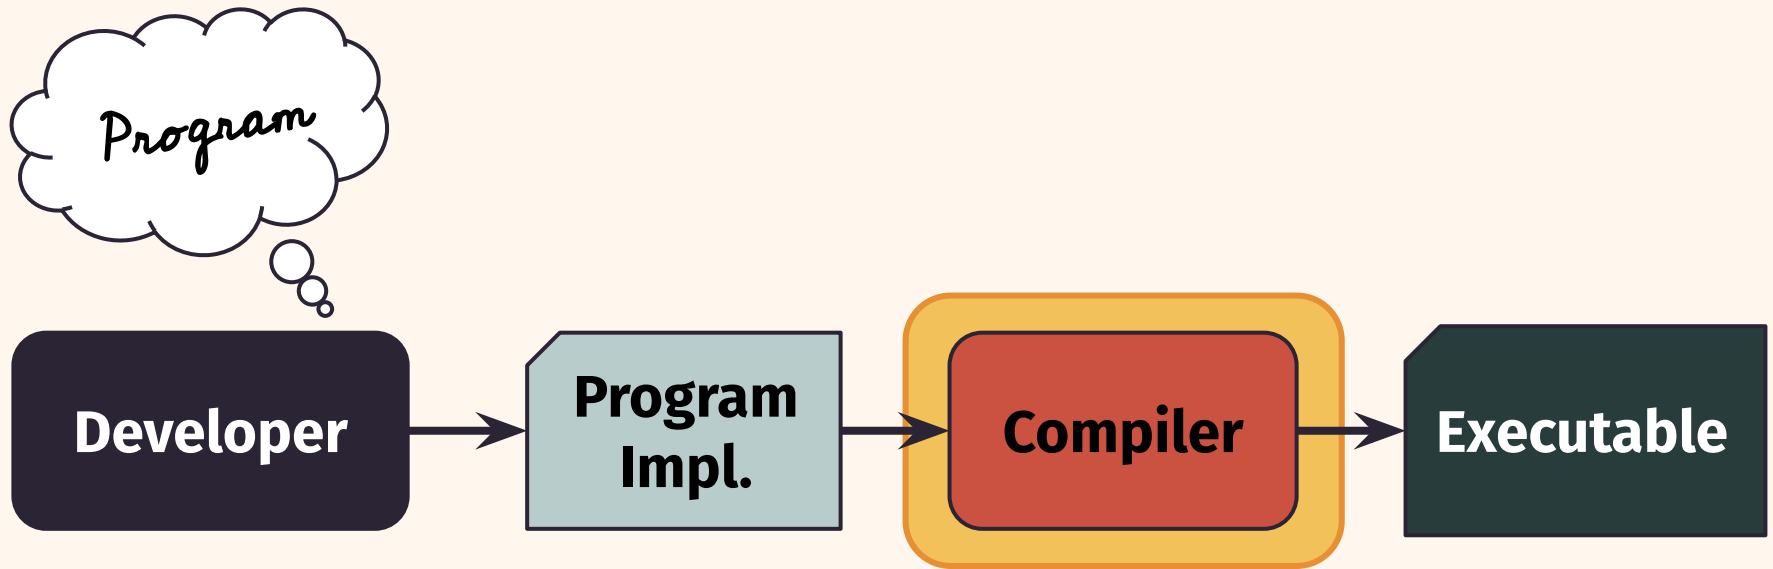 Program
Developer
Program
Impl.
Compiler
Executable